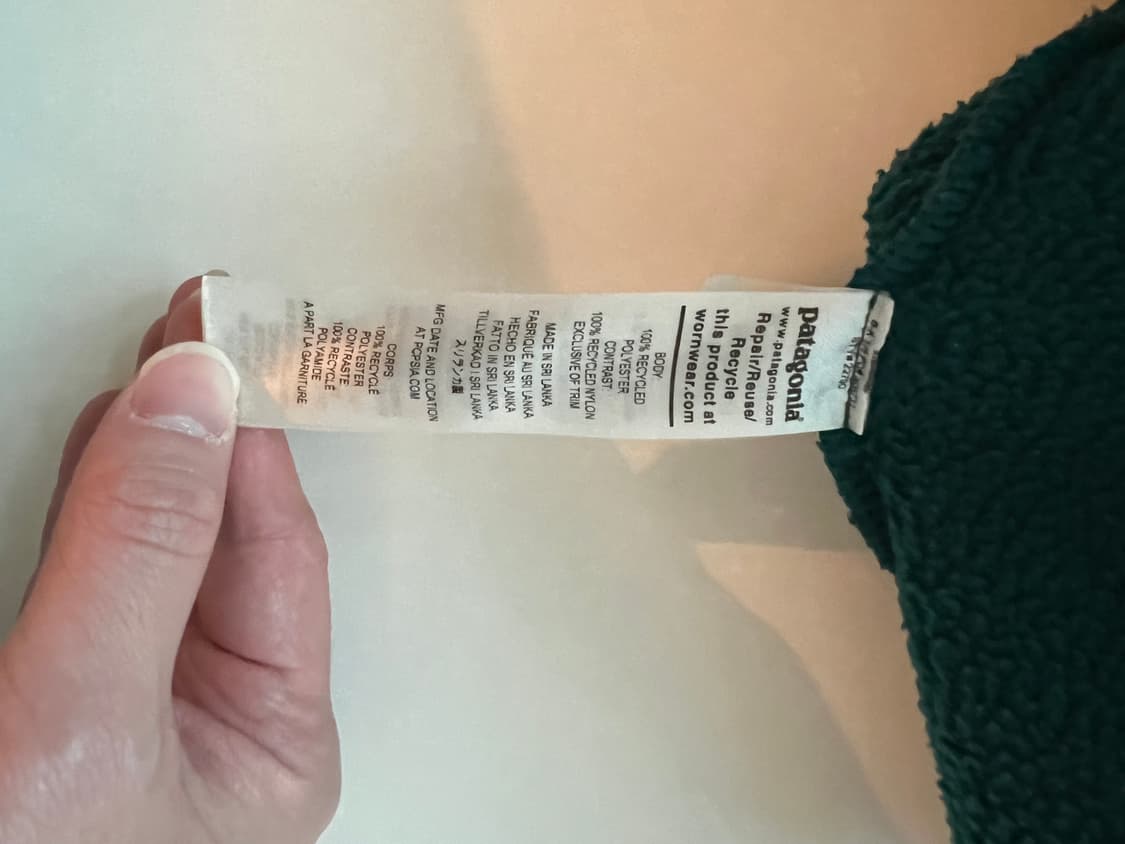 patagonia®
www.patagonia.com
Repair/Reuse/
Recycle
this product at
wornwear.com
BODY:
100% RECYCLED
POLYESTER
CONTRAST:
100% RECYCLED NYLON
EXCLUSIVE OF TRIM
MADE IN SRI LANKA
FABRIQUÉ AU SRI LANKA
HECHO EN SRI LANKA
FATTO IN SRI LANKA
TILLVERKAD I SRI LANKA
スリランカ製
MFG DATE AND LOCATION
AT PCPSIA.COM
CORPS:
100% RECYCLÉ
POLYESTER
CONTRASTE:
100% RECYCLÉ
POLYAMIDE
A PART LA GARNITURE